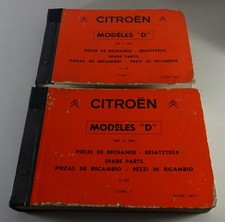 CITROËN
MODÈLES "D"
PIÈCES DE RECHANGE - ERSATZTEILE
SPARE PARTS
PIEZAS DE RECAMBIO - PEZZI DI RICAMBIO
CITROËN
MODÈLES "D"
PIÈCES DE RECHANGE - ERSATZTEILE
SPARE PARTS
PIEZAS DE RECAMBIO - PEZZI DI RICAMBIO